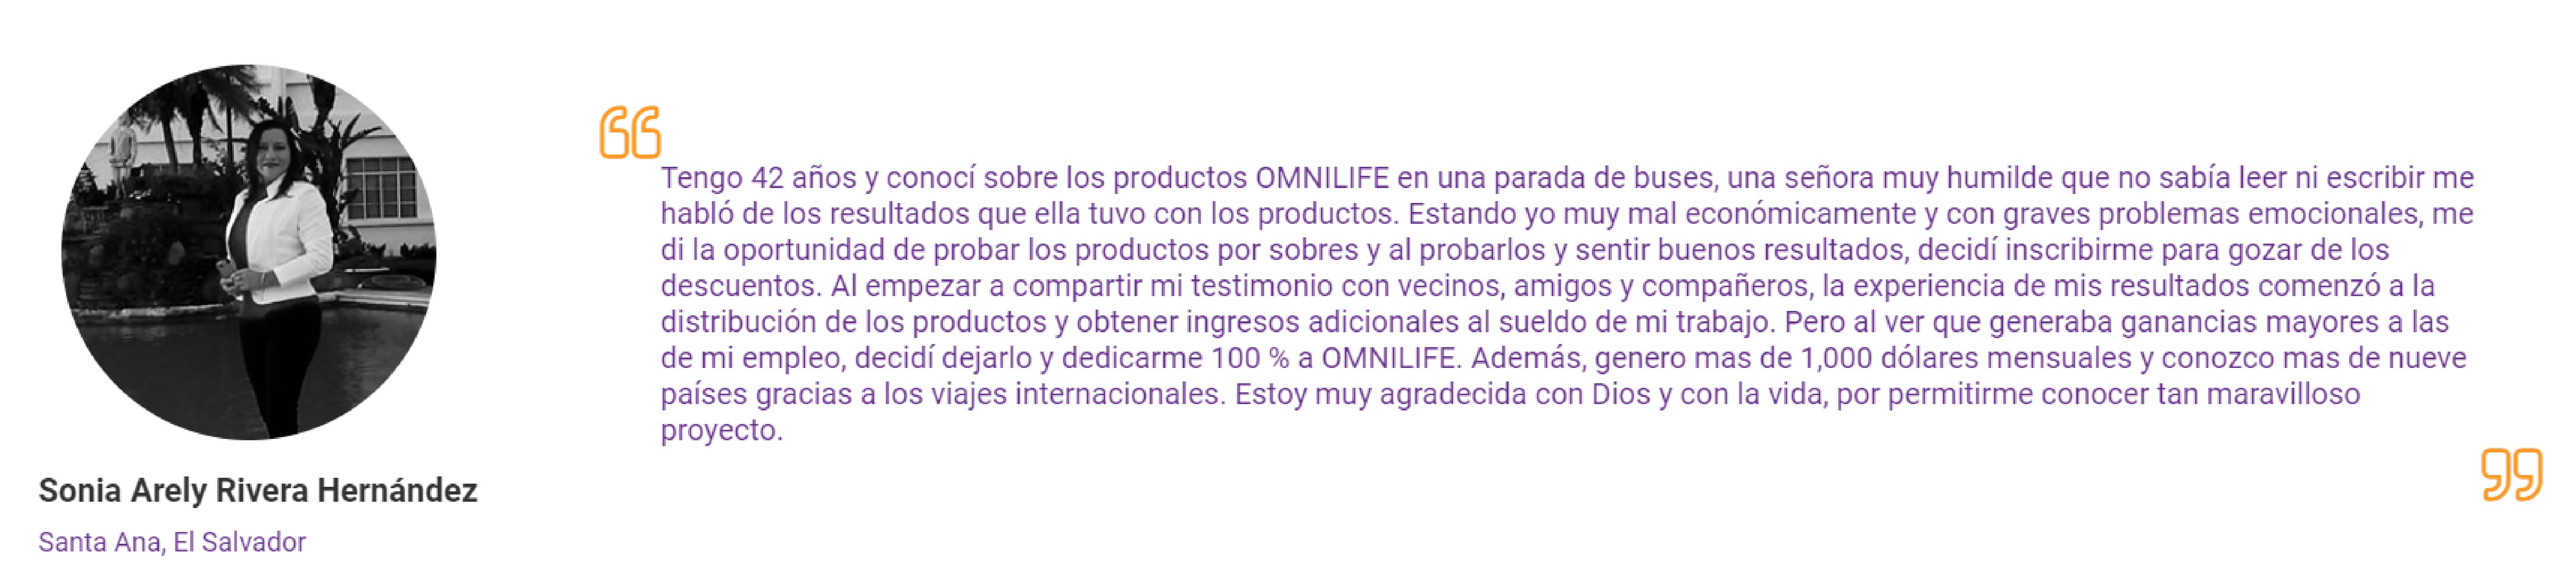 Tengo 42 años y conocí sobre los productos OMNILIFE en una parada de buses, una señora muy humilde que no sabía leer ni escribir me
habló de los resultados que ella tuvo con los productos. Estando yo muy mal económicamente y con graves problemas emocionales, me
di la oportunidad de probar los productos por sobres y al probarlos y sentir buenos resultados, decidí inscribirme para gozar de los
descuentos. Al empezar a compartir mi testimonio con vecinos, amigos y compañeros, la experiencia de mis resultados comenzó a la
distribución de los productos y obtener ingresos adicionales al sueldo de mi trabajo. Pero al ver que generaba ganancias mayores a las
de mi empleo, decidí dejarlo y dedicarme 100 % a OMNILIFE. Además, genero mas de 1,000 dólares mensuales y conozco mas de nueve
países gracias a los viajes internacionales. Estoy muy agradecida con Dios y con la vida, por permitirme conocer tan maravilloso
proyecto.
Sonia Arely Rivera Hernández
Santa Ana, El Salvador